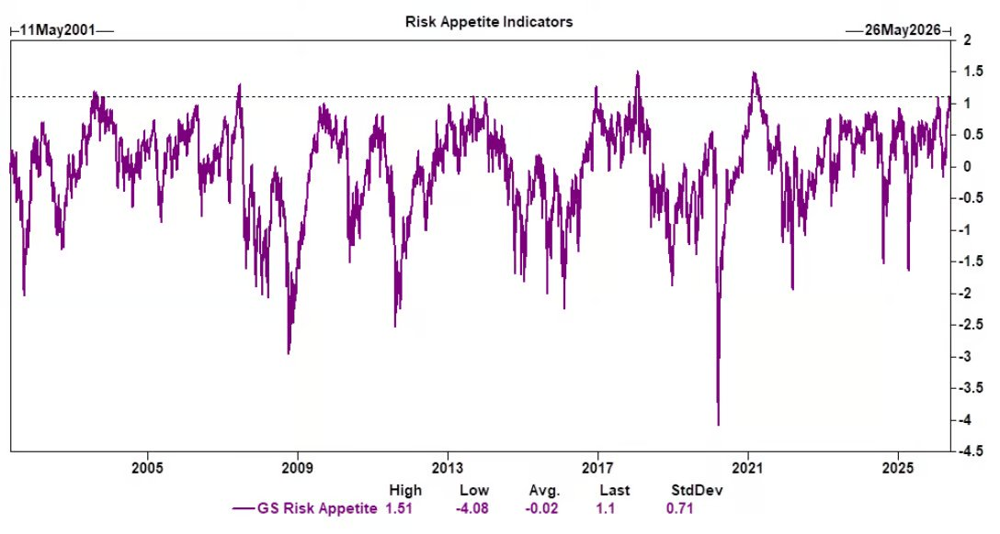 Risk Appetite Indicators
11May2001
26May2026
2
1.5
1
0.5
0
-0.5
-1
-1.5
-2
-2.5
-3
-3.5
-4
-4.5
2005 2009 2013 2017 2021 2025
High Low Avg. Last StdDev
GS Risk Appetite 1.51 -4.08 -0.02 1.1 0.71